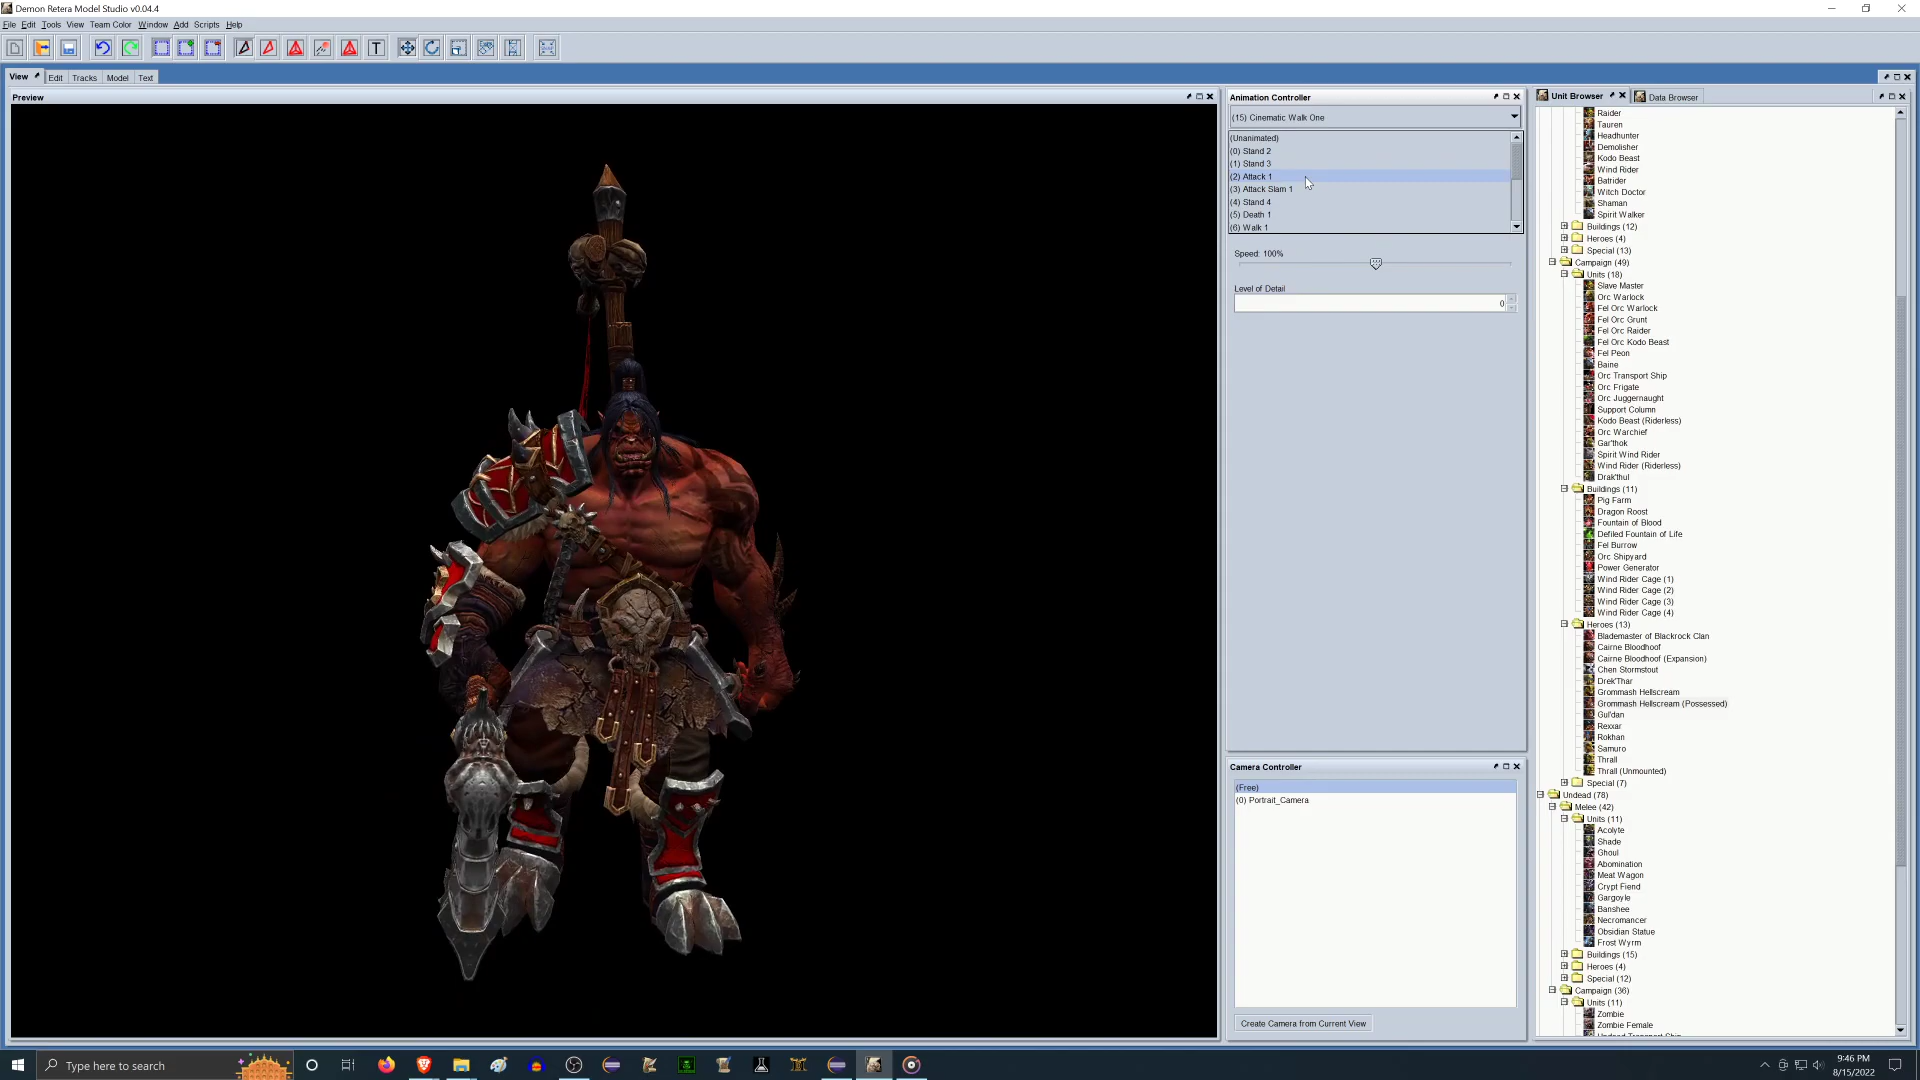 Demon Retera Model Studio v0.04.4
File Edit Tools View Team Color Window Add Scripts Help
T
View Edit Tracks Model Text
Preview
Animation Controller
(15) Cinematic Walk One
(Unanimated)
(0) Stand 2
(1) Stand 3
(2) Attack 1
(3) Attack Slam 1
(4) Stand 4
(5) Death 1
(6) Walk 1
Speed: 100%
Level of Detail
0
Camera Controller
(Free)
(0) Portrait_Camera
Create Camera from Current View
Unit Browser Data Browser
Raider
Tauren
Headhunter
Demolisher
Kodo Beast
Wind Rider
Batrider
Witch Doctor
Shaman
Spirit Walker
Buildings (12)
Heroes (4)
Special (13)
Campaign (49)
Units (18)
Slave Master
Orc Warlock
Fel Orc Warlock
Fel Orc Grunt
Fel Orc Raider
Fel Orc Kodo Beast
Fel Peon
Baine
Orc Transport Ship
Orc Frigate
Orc Juggernaught
Support Column
Kodo Beast (Riderless)
Orc Warchief
Gar'thok
Spirit Wind Rider
Wind Rider (Riderless)
Drak'thul
Buildings (11)
Pig Farm
Dragon Roost
Fountain of Blood
Defiled Fountain of Life
Fel Burrow
Orc Shipyard
Power Generator
Wind Rider Cage (1)
Wind Rider Cage (2)
Wind Rider Cage (3)
Wind Rider Cage (4)
Heroes (13)
Blademaster of Blackrock Clan
Cairne Bloodhoof
Cairne Bloodhoof (Expansion)
Chen Stormstout
Drek'Thar
Grommash Hellscream
Grommash Hellscream (Possessed)
Gul'dan
Rexxar
Rokhan
Samuro
Thrall
Thrall (Unmounted)
Special (7)
Undead (78)
Melee (42)
Units (11)
Acolyte
Shade
Ghoul
Abomination
Meat Wagon
Crypt Fiend
Gargoyle
Banshee
Necromancer
Obsidian Statue
Frost Wyrm
Buildings (15)
Heroes (4)
Special (12)
Campaign (36)
Units (11)
Zombie
Zombie Female
Undead Transport Ship
Type here to search
9:46 PM
8/15/2022